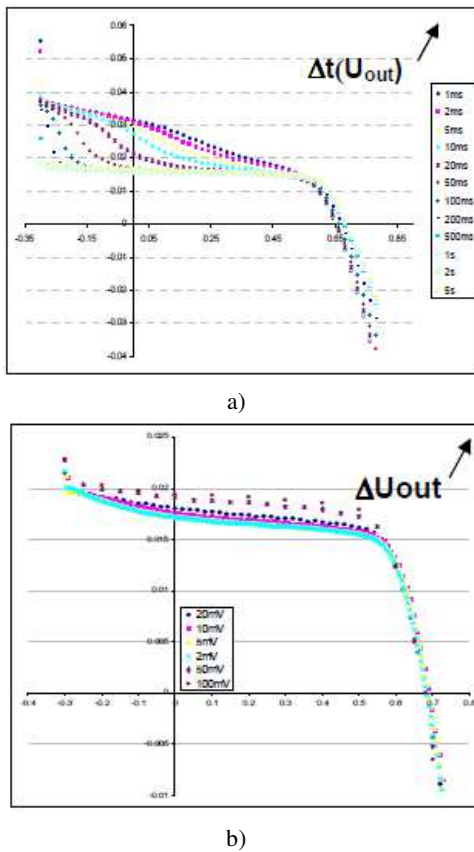 0.06
0.05
Δt(Uout)
0.04
0.03
0.02
0.01
0
-0.35 -0.15 0.05 0.25 0.45 0.65 0.85
-0.01
-0.02
-0.03
-0.04
1ms
2ms
5ms
10ms
20ms
50ms
100ms
200ms
500ms
1s
2s
5s
a)
0.025
ΔUout
0.02
0.015
0.01
0.005
0
-0.4 -0.3 -0.2 -0.1 0 0.1 0.2 0.3 0.4 0.5 0.6 0.7 0.8
-0.005
-0.01
20mV
10mV
5mV
2mV
50mV
100mV
b)